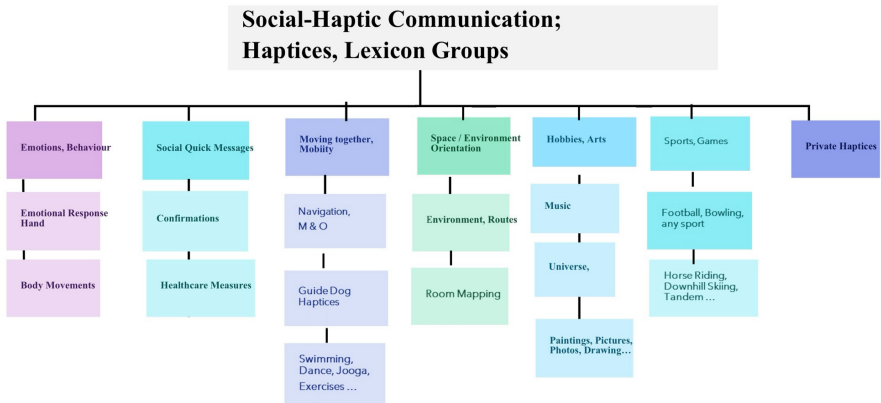 Social-Haptic Communication;
Haptices, Lexicon Groups
Emotions, Behaviour
Emotional Response
Hand
Body Movements
Social Quick Messages
Confirmations
Healthcare Measures
Moving together,
Mobiity
Navigation,
M & O
Guide Dog
Haptices
Swimming,
Dance, Jooga,
Exercises ...
Space / Environment
Orientation
Environment, Routes
Room Mapping
Hobbies, Arts
Music
Universe,
Paintings, Pictures,
Photos, Drawing...
Sports, Games
Football, Bowling,
any sport
Horse Riding,
Downhill Skiing,
Tandem ...
Private Haptices